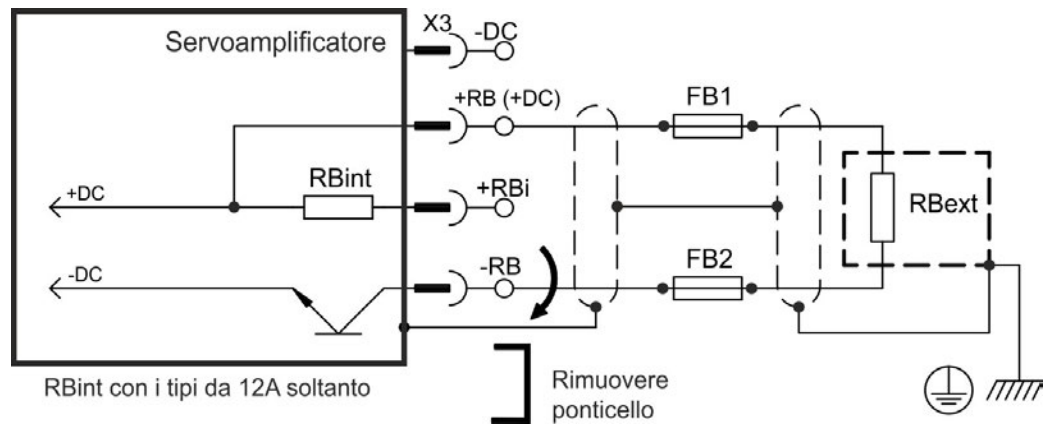 Servoamplificatore
X3
-DC
+RB (+DC)
FB1
+DC
RBint
+RBi
RBext
-DC
-RB
FB2
RBint con i tipi da 12A soltanto
Rimuovere
ponticello